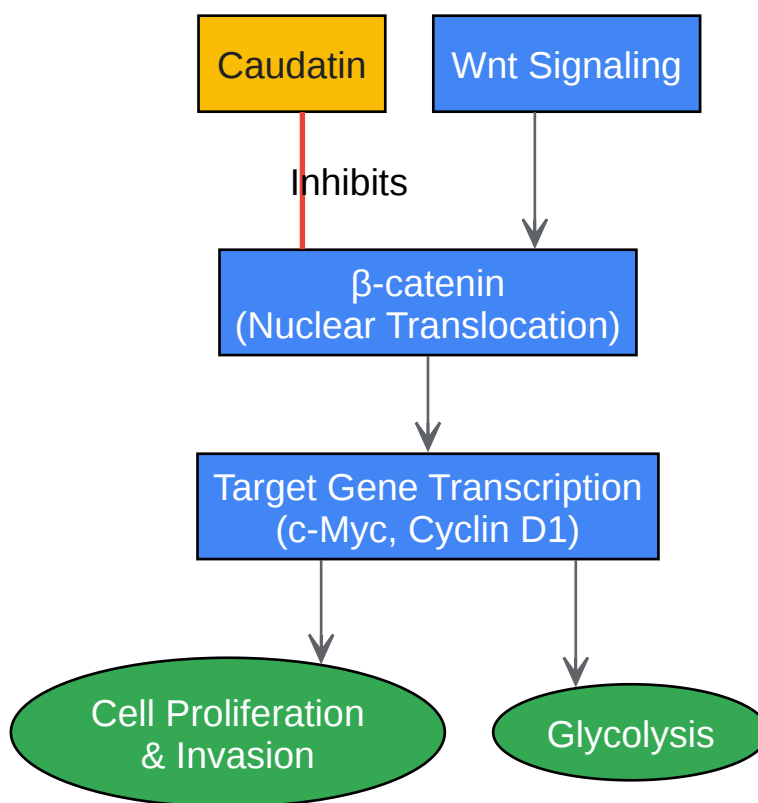 Caudatin
Wnt Signaling
Inhibits
β-catenin
(Nuclear Translocation)
Target Gene Transcription
(c-Myc, Cyclin D1)
Cell Proliferation
& Invasion
Glycolysis